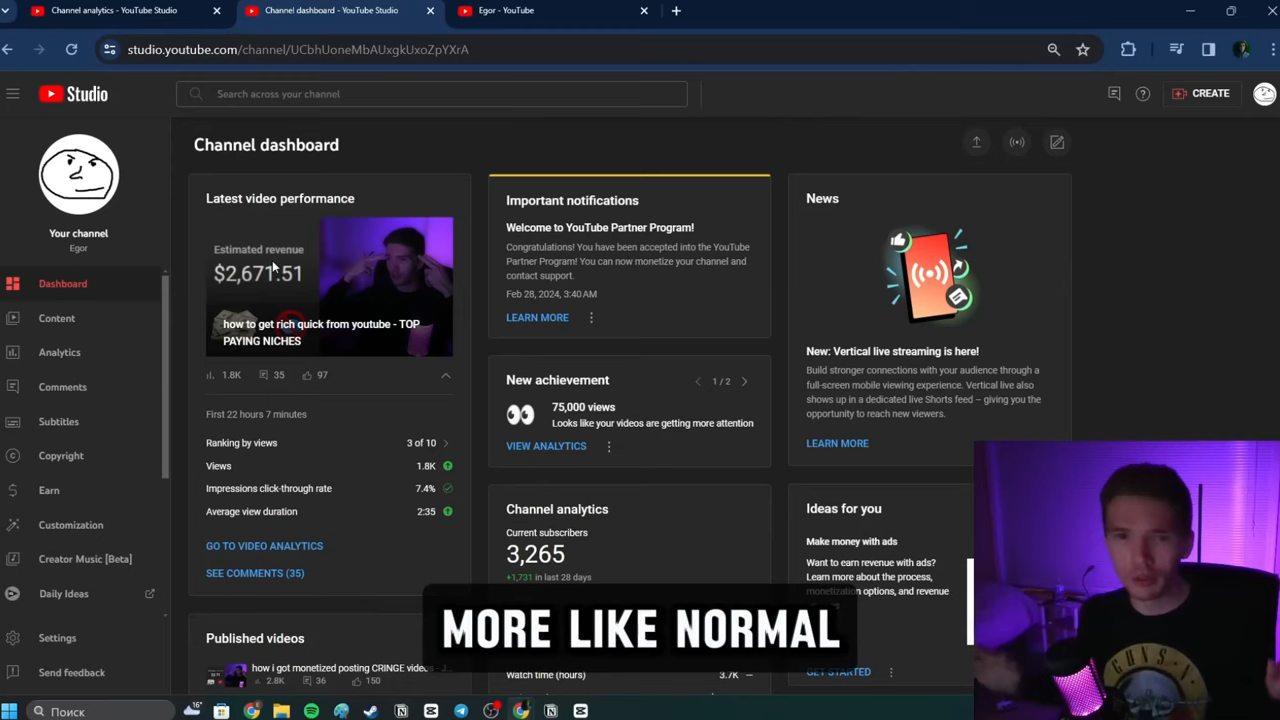 Channel analytics - YouTube Studio
Channel dashboard - YouTube Studio
Egor - YouTube
studio.youtube.com/channel/UCbhUoneMbAUxgkUxoZpYXrA
Studio
Search across your channel
CREATE
Your channel
Egor
Dashboard
Content
Analytics
Comments
Subtitles
Copyright
Earn
Customization
Creator Music [Beta]
Daily Ideas
Settings
Send feedback
Channel dashboard
Latest video performance
Estimated revenue
$2,671.51
how to get rich quick from youtube - TOP
PAYING NICHES
1.8K 35 97
First 22 hours 7 minutes
Ranking by views 3 of 10
Views 1.8K
Impressions click-through rate 7.4%
Average view duration 2:35
GO TO VIDEO ANALYTICS
SEE COMMENTS (35)
Published videos
how i got monetized posting CRINGE videos - J...
2.8K 36 150
Important notifications
Welcome to YouTube Partner Program!
Congratulations! You have been accepted into the YouTube
Partner Program! You can now monetize your channel and
contact support.
Feb 28, 2024, 3:40 AM
LEARN MORE
New achievement 1 / 2
75,000 views
Looks like your videos are getting more attention
VIEW ANALYTICS
Channel analytics
Current subscribers
3,265
+1,731 in last 28 days
Watch time (hours) 3.7K —
News
New: Vertical live streaming is here!
Build stronger connections with your audience through a
full-screen mobile viewing experience. Vertical live also
shows up in a dedicated live Shorts feed – giving you the
opportunity to reach new viewers.
LEARN MORE
Ideas for you
Make money with ads
Want to earn revenue with ads?
Learn more about the process,
monetization options, and revenue
GET STARTED
MORE LIKE NORMAL
GUNS
Поиск
16°